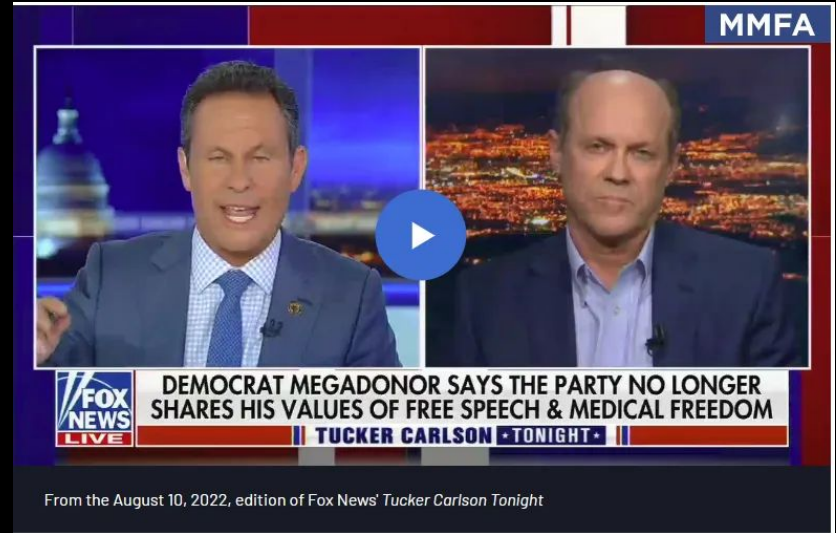 MMFA
DEMOCRAT MEGADONOR SAYS THE PARTY NO LONGER
SHARES HIS VALUES OF FREE SPEECH & MEDICAL FREEDOM
FOX
NEWS
LIVE
TUCKER CARLSON TONIGHT
From the August 10, 2022, edition of Fox News' Tucker Carlson Tonight